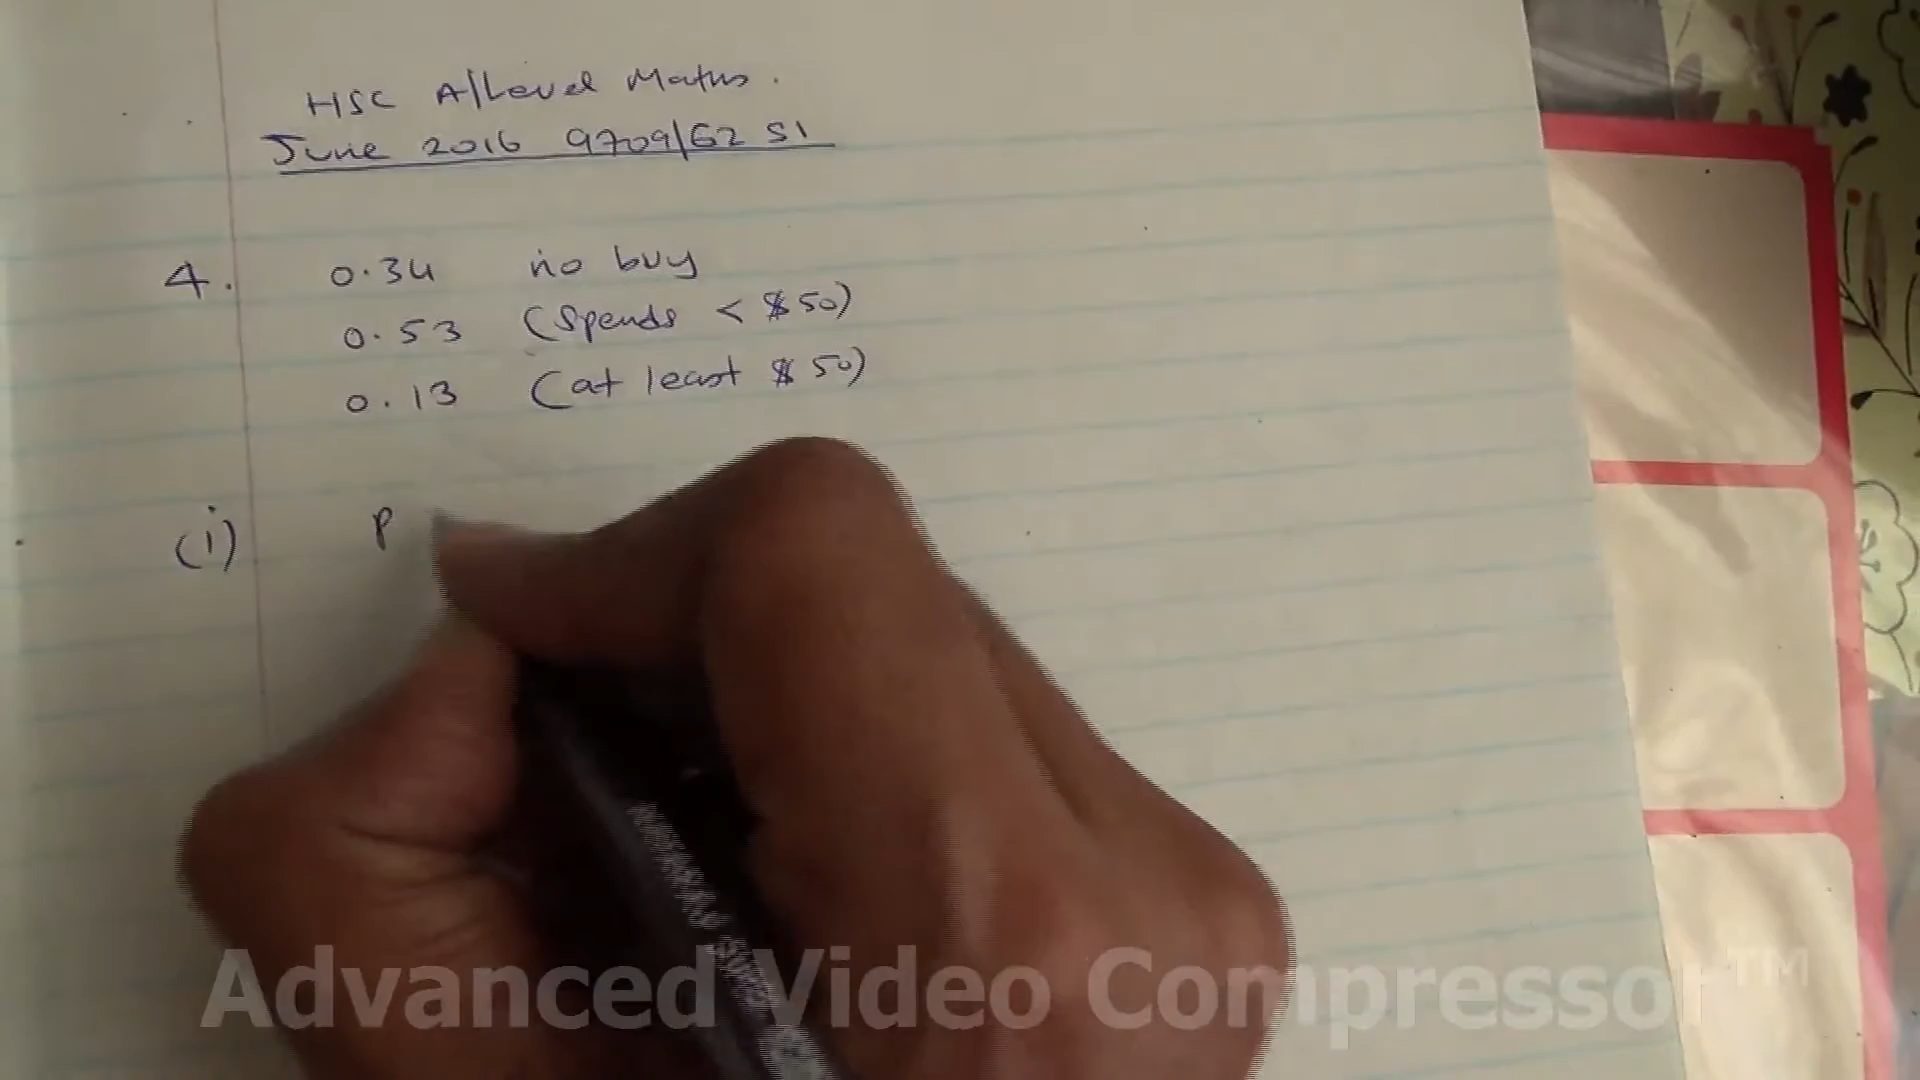 HSC A/Level Maths.
June 2016 9709/62 S1
4. 0.34 no buy
0.53 (Spends < $50)
0.13 (at least $50)
(i) P
Advanced Video Compressor™